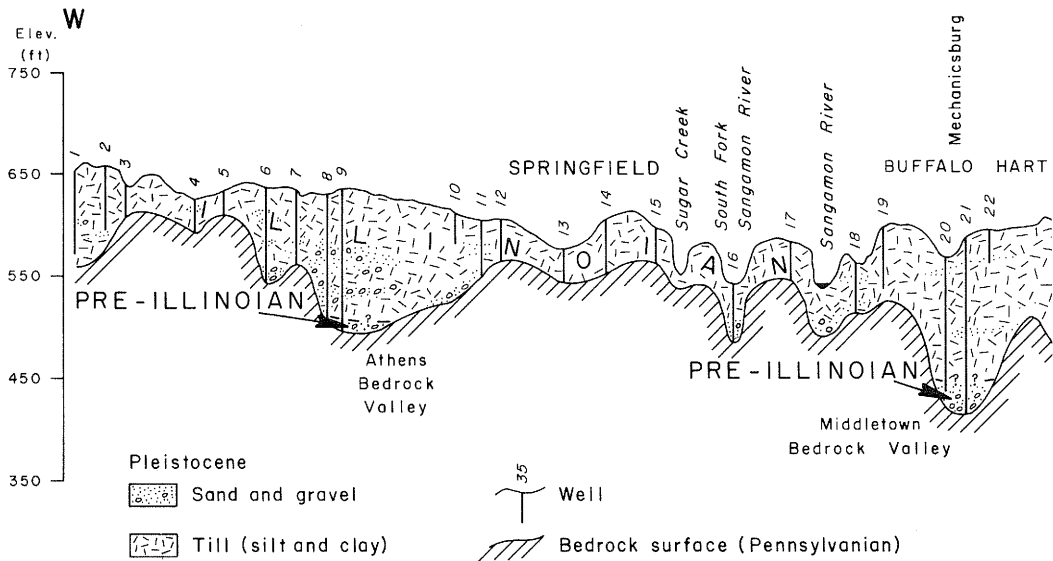 W
Elev.
(ft)
750
650
550
450
350
1
2
3
4
5
6
7
8
9
10
11
12
13
14
15
16
17
18
19
20
21
22
SPRINGFIELD
Sugar Creek
South Fork
Sangamon River
Sangamon River
Mechanicsburg
BUFFALO HART
I L L I N O I A N
PRE-ILLINOIAN
?
Athens
Bedrock
Valley
PRE-ILLINOIAN
? ?
Middletown
Bedrock Valley
Pleistocene
Sand and gravel
Till (silt and clay)
35
Well
Bedrock surface (Pennsylvanian)